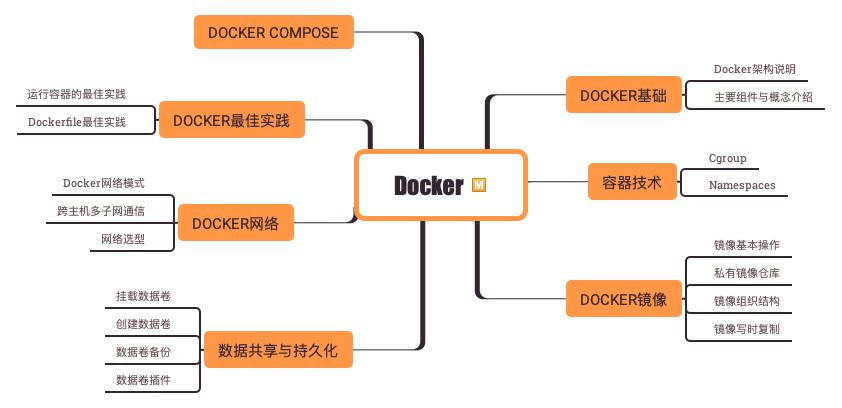 Docker M
DOCKER基础
Docker架构说明
主要组件与概念介绍
容器技术
Cgroup
Namespaces
DOCKER镜像
镜像基本操作
私有镜像仓库
镜像组织结构
镜像写时复制
数据共享与持久化
挂载数据卷
创建数据卷
数据卷备份
数据卷插件
DOCKER网络
Docker网络模式
跨主机多子网通信
网络选型
DOCKER最佳实践
运行容器的最佳实践
Dockerfile最佳实践
DOCKER COMPOSE